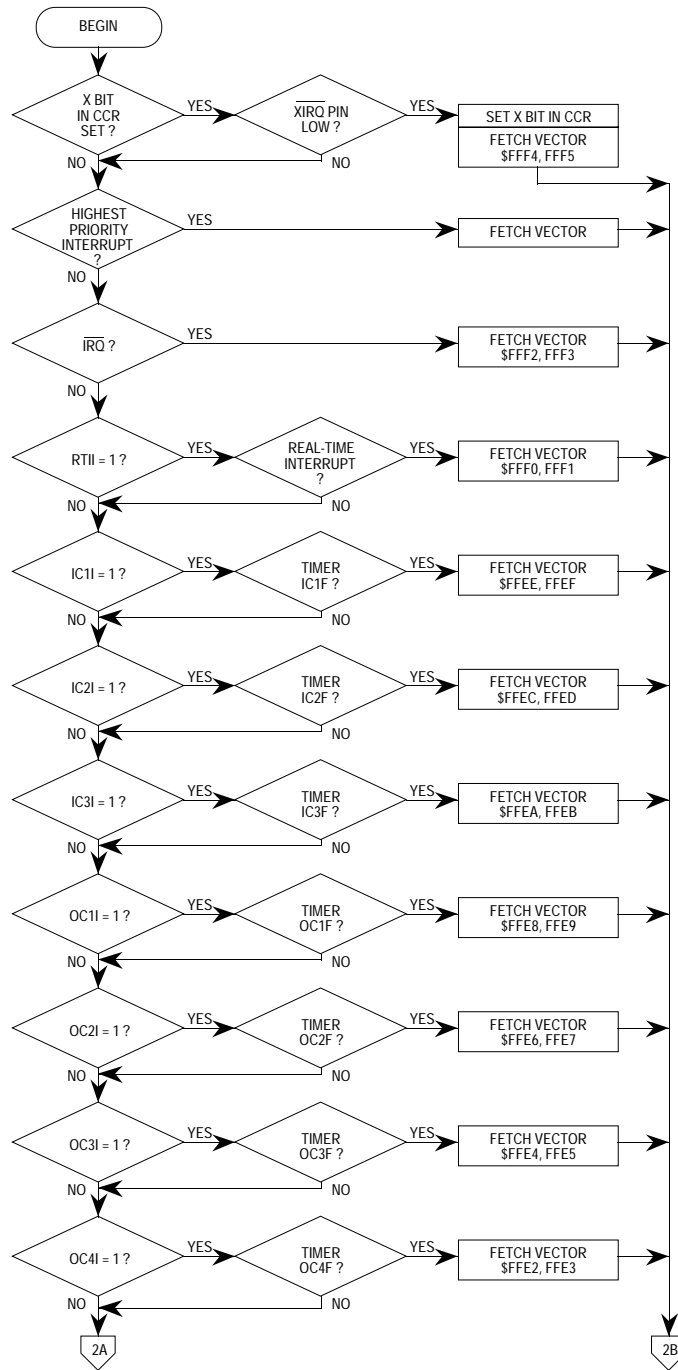 BEGIN
X BIT
IN CCR
SET ?
YES
XIRQ PIN
LOW ?
YES
SET X BIT IN CCR
FETCH VECTOR
$FFF4, FFF5
NO
NO
HIGHEST
PRIORITY
INTERRUPT
?
YES
FETCH VECTOR
NO
IRQ ?
YES
FETCH VECTOR
$FFF2, FFF3
NO
RTII = 1 ?
YES
REAL-TIME
INTERRUPT
?
YES
FETCH VECTOR
$FFF0, FFF1
NO
NO
IC1I = 1 ?
YES
TIMER
IC1F ?
YES
FETCH VECTOR
$FFEE, FFEF
NO
NO
IC2I = 1 ?
YES
TIMER
IC2F ?
YES
FETCH VECTOR
$FFEC, FFED
NO
NO
IC3I = 1 ?
YES
TIMER
IC3F ?
YES
FETCH VECTOR
$FFEA, FFEB
NO
NO
OC1I = 1 ?
YES
TIMER
OC1F ?
YES
FETCH VECTOR
$FFE8, FFE9
NO
NO
OC2I = 1 ?
YES
TIMER
OC2F ?
YES
FETCH VECTOR
$FFE6, FFE7
NO
NO
OC3I = 1 ?
YES
TIMER
OC3F ?
YES
FETCH VECTOR
$FFE4, FFE5
NO
NO
OC4I = 1 ?
YES
TIMER
OC4F ?
YES
FETCH VECTOR
$FFE2, FFE3
NO
NO
2A
2B